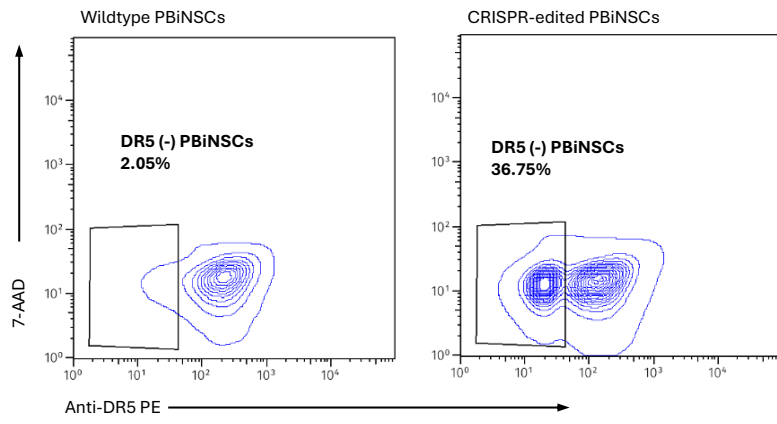 Wildtype PBiNSCs
CRISPR-edited PBiNSCs
10⁴
10³
10²
10¹
10⁰
DR5 (-) PBiNSCs
2.05%
10⁰ 10¹ 10² 10³ 10⁴
10⁴
10³
10²
10¹
10⁰
DR5 (-) PBiNSCs
36.75%
10⁰ 10¹ 10² 10³ 10⁴
7-AAD
Anti-DR5 PE